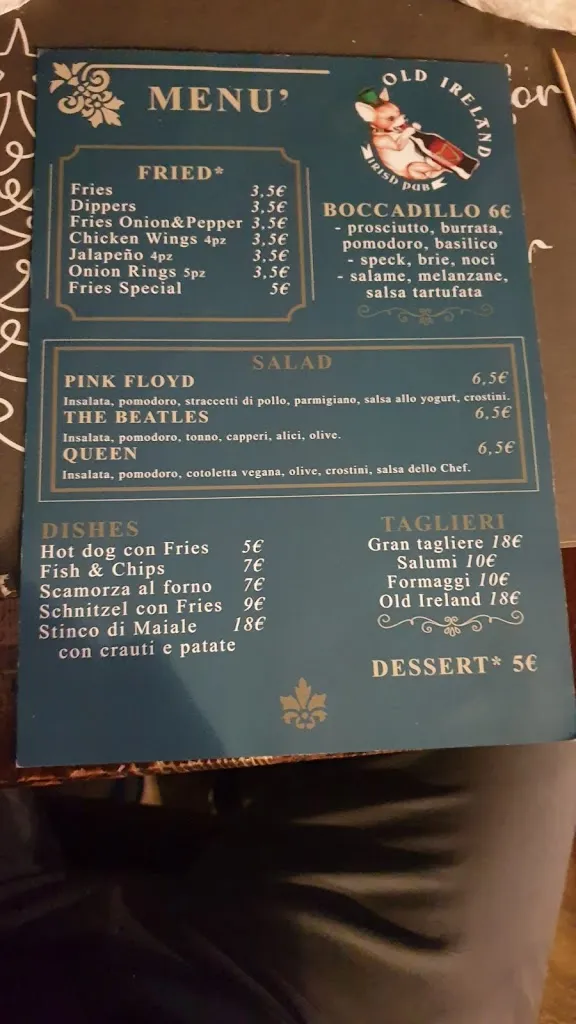 MENU'
OLD IRELAND
IRISH PUB
FRIED*
Fries 3,5€
Dippers 3,5€
Fries Onion&Pepper 3,5€
Chicken Wings 4pz 3,5€
Jalapeño 4pz 3,5€
Onion Rings 5pz 3,5€
Fries Special 5€
BOCCADILLO 6€
- prosciutto, burrata,
pomodoro, basilico
- speck, brie, noci
- salame, melanzane,
salsa tartufata
SALAD
PINK FLOYD 6,5€
Insalata, pomodoro, straccetti di pollo, parmigiano, salsa allo yogurt, crostini.
THE BEATLES 6,5€
Insalata, pomodoro, tonno, capperi, alici, olive.
QUEEN 6,5€
Insalata, pomodoro, cotoletta vegana, olive, crostini, salsa dello Chef.
DISHES
Hot dog con Fries 5€
Fish & Chips 7€
Scamorza al forno 7€
Schnitzel con Fries 9€
Stinco di Maiale 18€
con crauti e patate
TAGLIERI
Gran tagliere 18€
Salumi 10€
Formaggi 10€
Old Ireland 18€
DESSERT* 5€